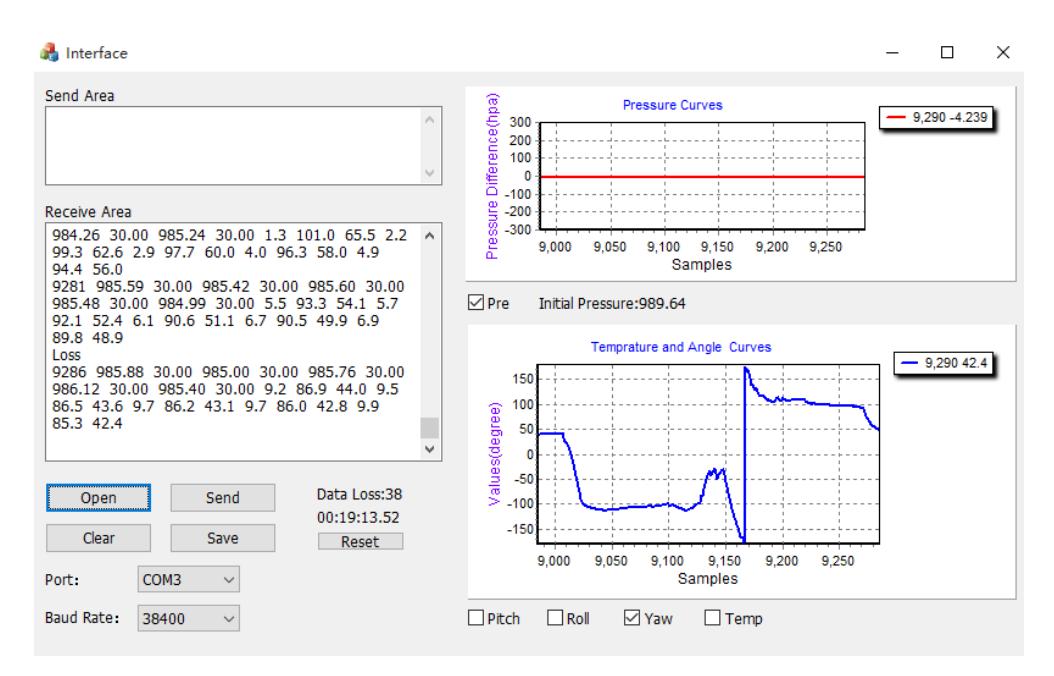 Interface
Send Area
Receive Area
984.26 30.00 985.24 30.00 1.3 101.0 65.5 2.2
99.3 62.6 2.9 97.7 60.0 4.0 96.3 58.0 4.9
94.4 56.0
9281 985.59 30.00 985.42 30.00 985.60 30.00
985.48 30.00 984.99 30.00 5.5 93.3 54.1 5.7
92.1 52.4 6.1 90.6 51.1 6.7 90.5 49.9 6.9
89.8 48.9
Loss
9286 985.88 30.00 985.00 30.00 985.76 30.00
986.12 30.00 985.40 30.00 9.2 86.9 44.0 9.5
86.5 43.6 9.7 86.2 43.1 9.7 86.0 42.8 9.9
85.3 42.4
Open
Send
Data Loss:38
00:19:13.52
Clear
Save
Reset
Port:
COM3
Baud Rate:
38400
Pressure Curves
9,290 -4.239
Pressure Difference(hpa)
300
200
100
0
-100
-200
-300
9,000 9,050 9,100 9,150 9,200 9,250
Samples
Pre
Initial Pressure:989.64
Temprature and Angle Curves
9,290 42.4
Values(degree)
150
100
50
0
-50
-100
-150
9,000 9,050 9,100 9,150 9,200 9,250
Samples
Pitch
Roll
Yaw
Temp